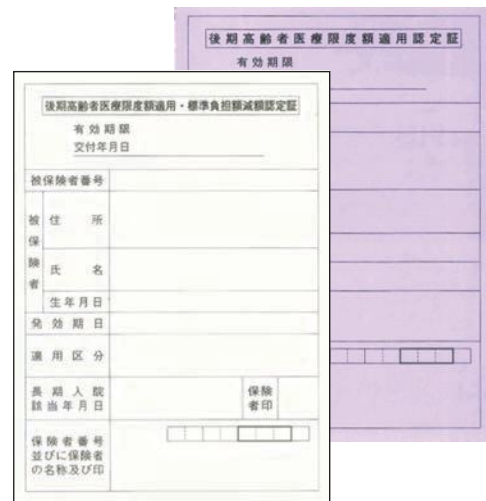 後期高齢者医療限度額適用認定証
有効期限
後期高齢者医療限度額適用・標準負担額減額認定証
有効期限
交付年月日
被保険者番号
被保険者
住所
氏名
生年月日
発効期日
適用区分
長期入院
該当年月日
保険
者印
保険者番号
並びに保険者
の名称及び印